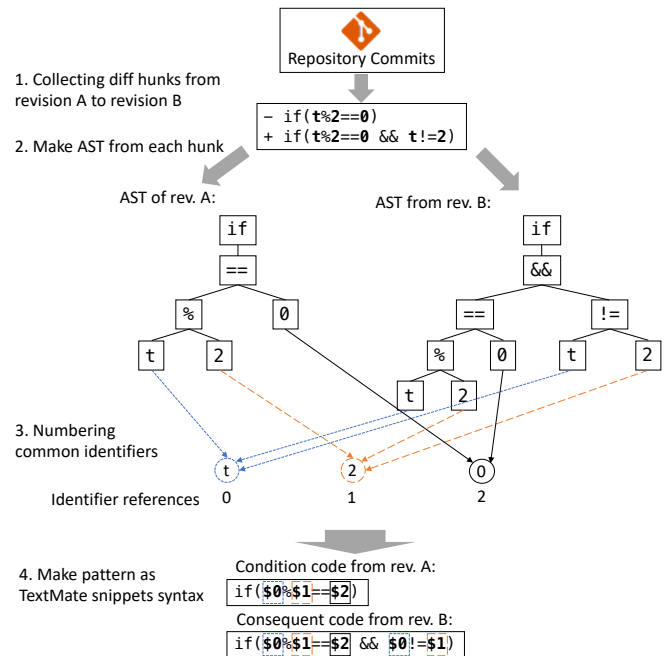 Repository Commits
1. Collecting diff hunks from
revision A to revision B
− if(t%2==0)
+ if(t%2==0 && t!=2)
2. Make AST from each hunk
AST of rev. A:
AST from rev. B:
if
if
==
&&
%
0
==
!=
t
2
%
0
t
2
t
2
3. Numbering
common identifiers
t
2
0
Identifier references
0
1
2
4. Make pattern as
TextMate snippets syntax
Condition code from rev. A:
if($0%$1==$2)
Consequent code from rev. B:
if($0%$1==$2 && $0!=$1)